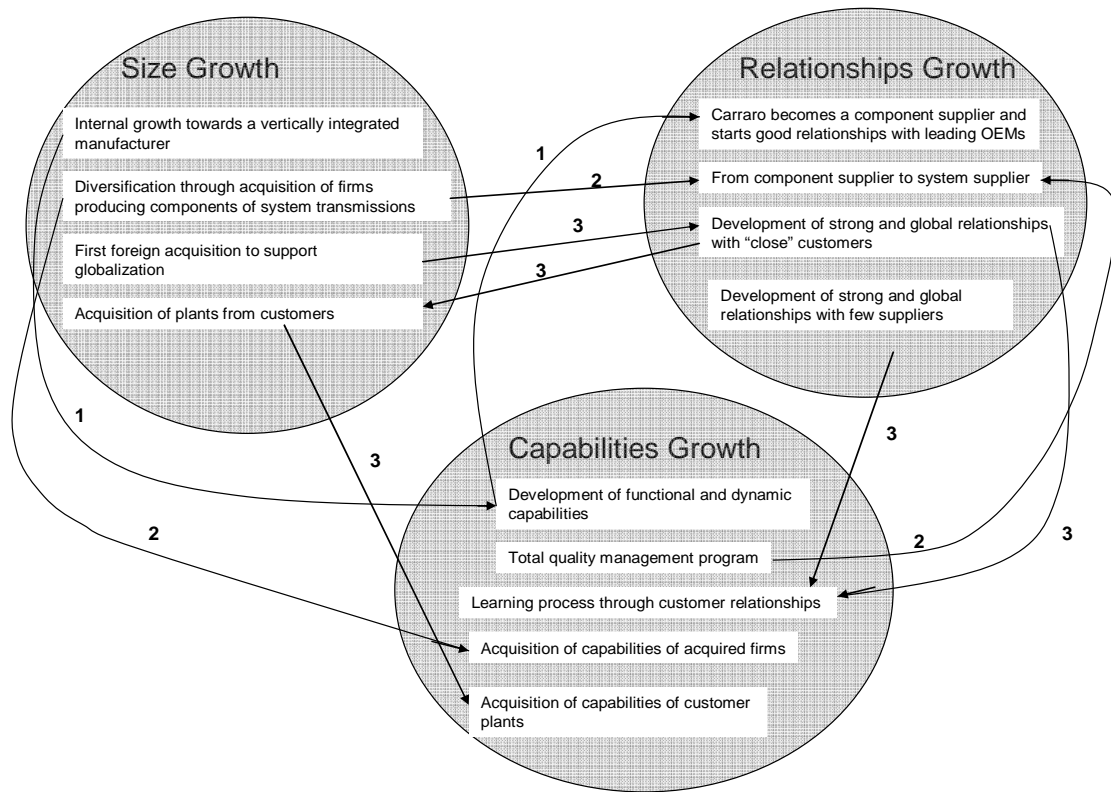 Size Growth
Internal growth towards a vertically integrated
manufacturer
Diversification through acquisition of firms
producing components of system transmissions
First foreign acquisition to support
globalization
Acquisition of plants from customers
Relationships Growth
Carraro becomes a component supplier and
starts good relationships with leading OEMs
From component supplier to system supplier
Development of strong and global relationships
with “close” customers
Development of strong and global
relationships with few suppliers
1
2
3
3
1
3
3
2
2
3
Capabilities Growth
Development of functional and dynamic
capabilities
Total quality management program
Learning process through customer relationships
Acquisition of capabilities of acquired firms
Acquisition of capabilities of customer
plants